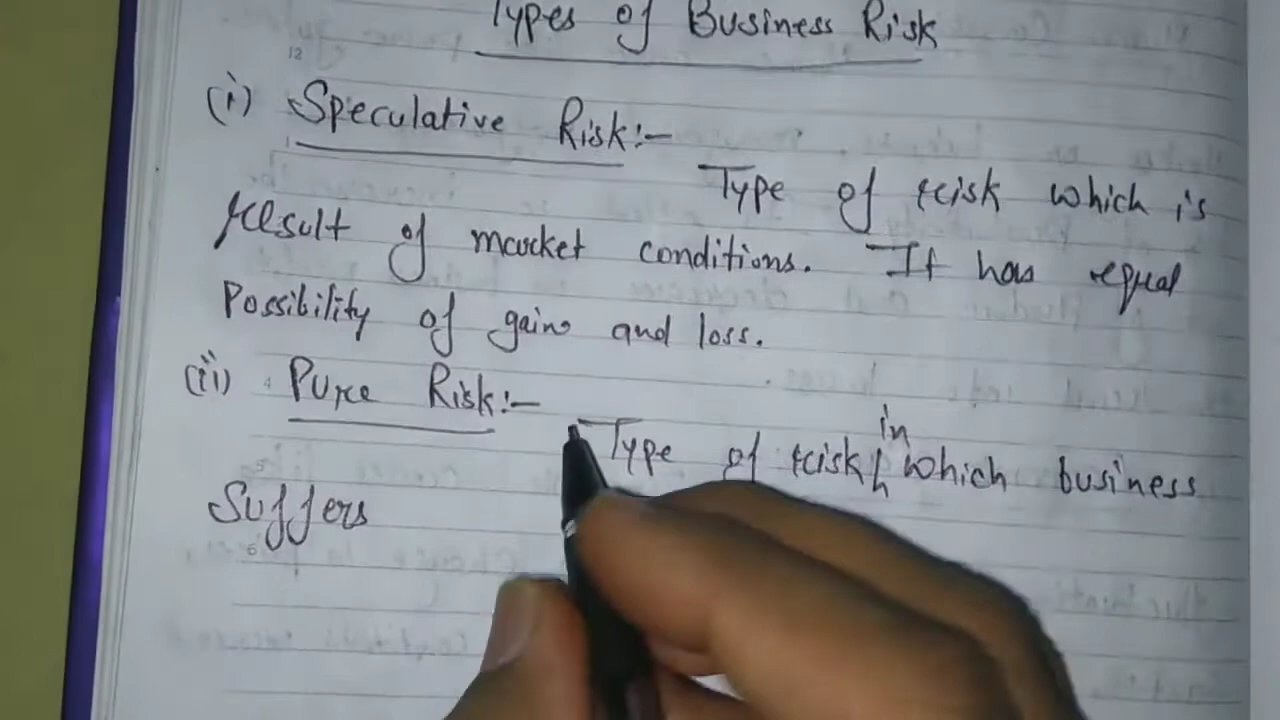 Types of Business Risk
(i) Speculative Risk:-
Type of risk which is
result of market conditions. It has equal
Possibility of gains and loss.
(ii) Pure Risk:-
in
Type of risk which business
Suffers